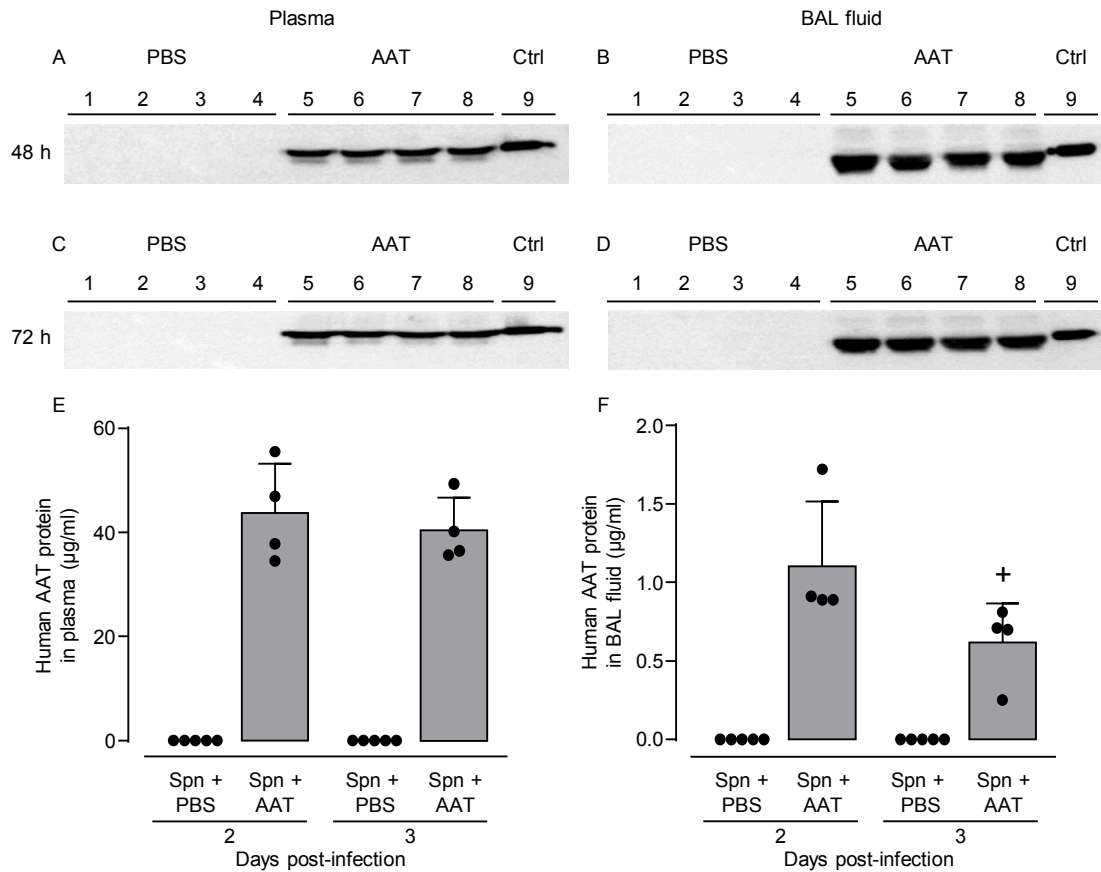 Plasma
BAL fluid
A PBS AAT Ctrl
1 2 3 4 5 6 7 8 9
48 h
B PBS AAT Ctrl
1 2 3 4 5 6 7 8 9
C PBS AAT Ctrl
1 2 3 4 5 6 7 8 9
72 h
D PBS AAT Ctrl
1 2 3 4 5 6 7 8 9
E
Human AAT protein
in plasma (µg/ml)
60
40
20
0
Spn + Spn + Spn + Spn +
PBS AAT PBS AAT
2 3
Days post-infection
F
Human AAT protein
in BAL fluid (µg/ml)
2.0
1.5
1.0
0.5
0.0
+
Spn + Spn + Spn + Spn +
PBS AAT PBS AAT
2 3
Days post-infection